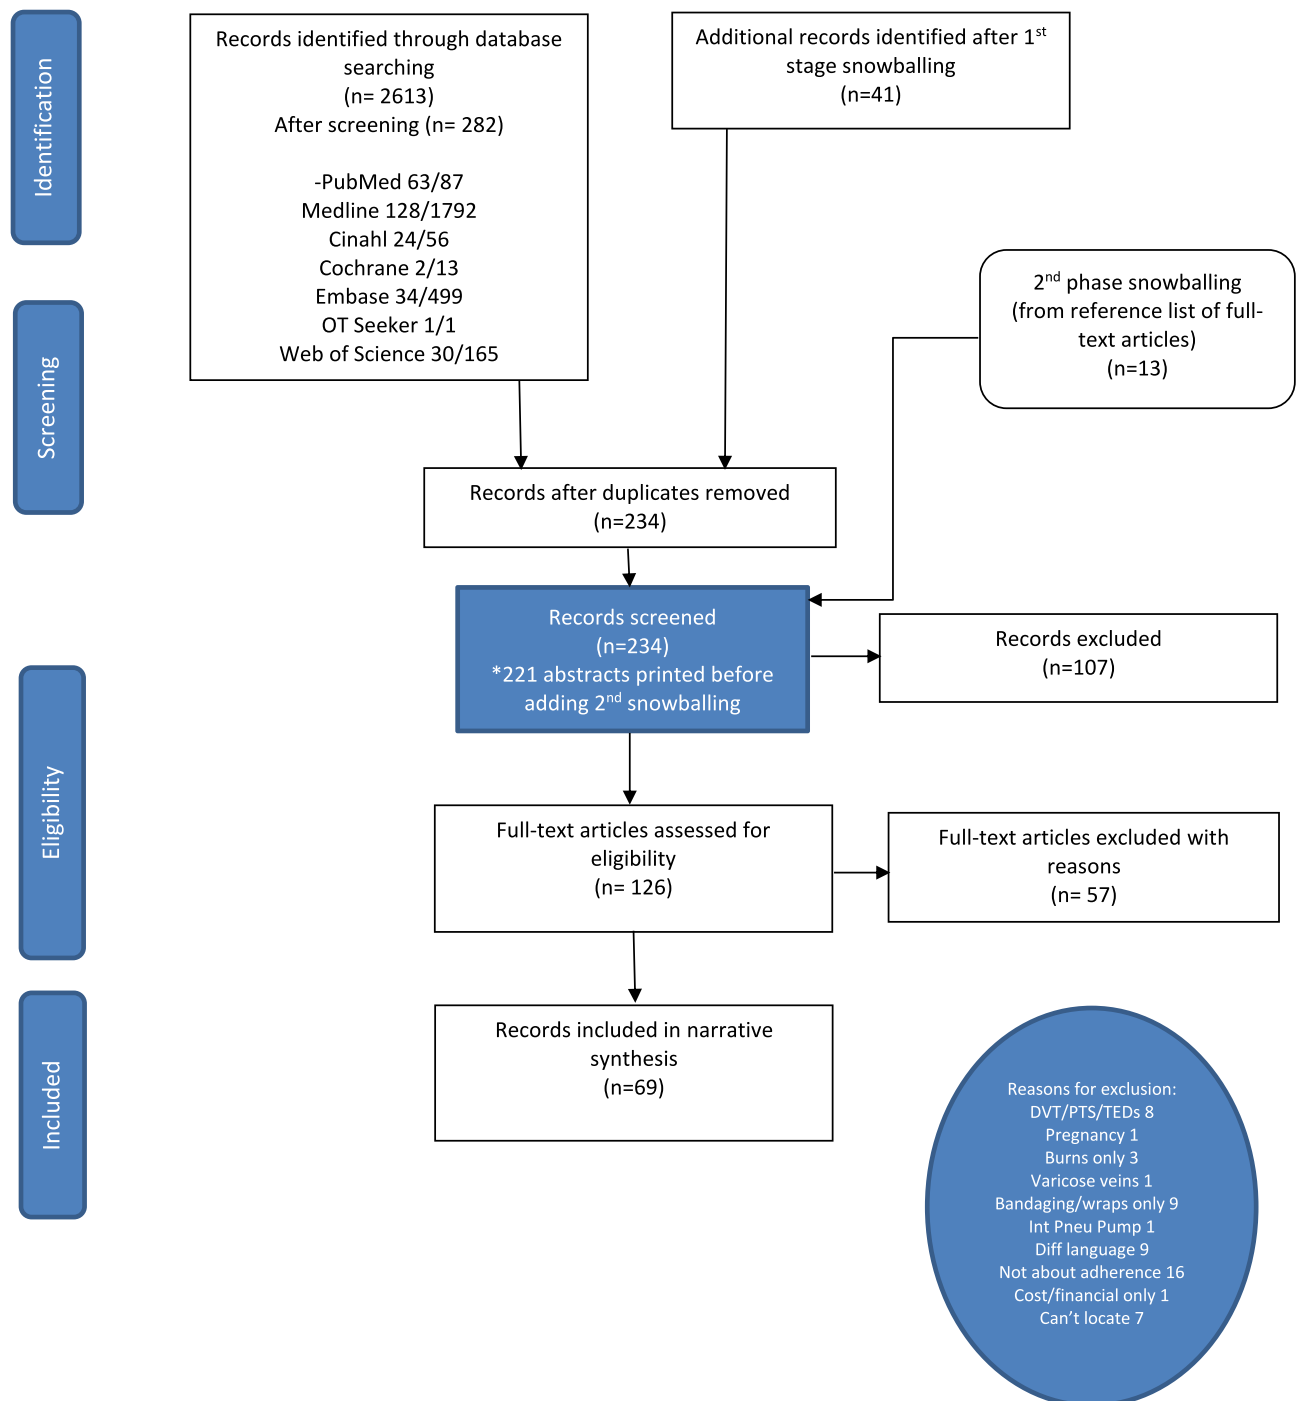 Identification
Records identified through database
searching
(n= 2613)
After screening (n= 282)
-PubMed 63/87
Medline 128/1792
Cinahl 24/56
Cochrane 2/13
Embase 34/499
OT Seeker 1/1
Web of Science 30/165
Additional records identified after 1st
stage snowballing
(n=41)
2nd phase snowballing
(from reference list of full-
text articles)
(n=13)
Screening
Records after duplicates removed
(n=234)
Records screened
(n=234)
*221 abstracts printed before
adding 2nd snowballing
Records excluded
(n=107)
Eligibility
Full-text articles assessed for
eligibility
(n= 126)
Full-text articles excluded with
reasons
(n= 57)
Included
Records included in narrative
synthesis
(n=69)
Reasons for exclusion:
DVT/PTS/TEDs 8
Pregnancy 1
Burns only 3
Varicose veins 1
Bandaging/wraps only 9
Int Pneu Pump 1
Diff language 9
Not about adherence 16
Cost/financial only 1
Can’t locate 7